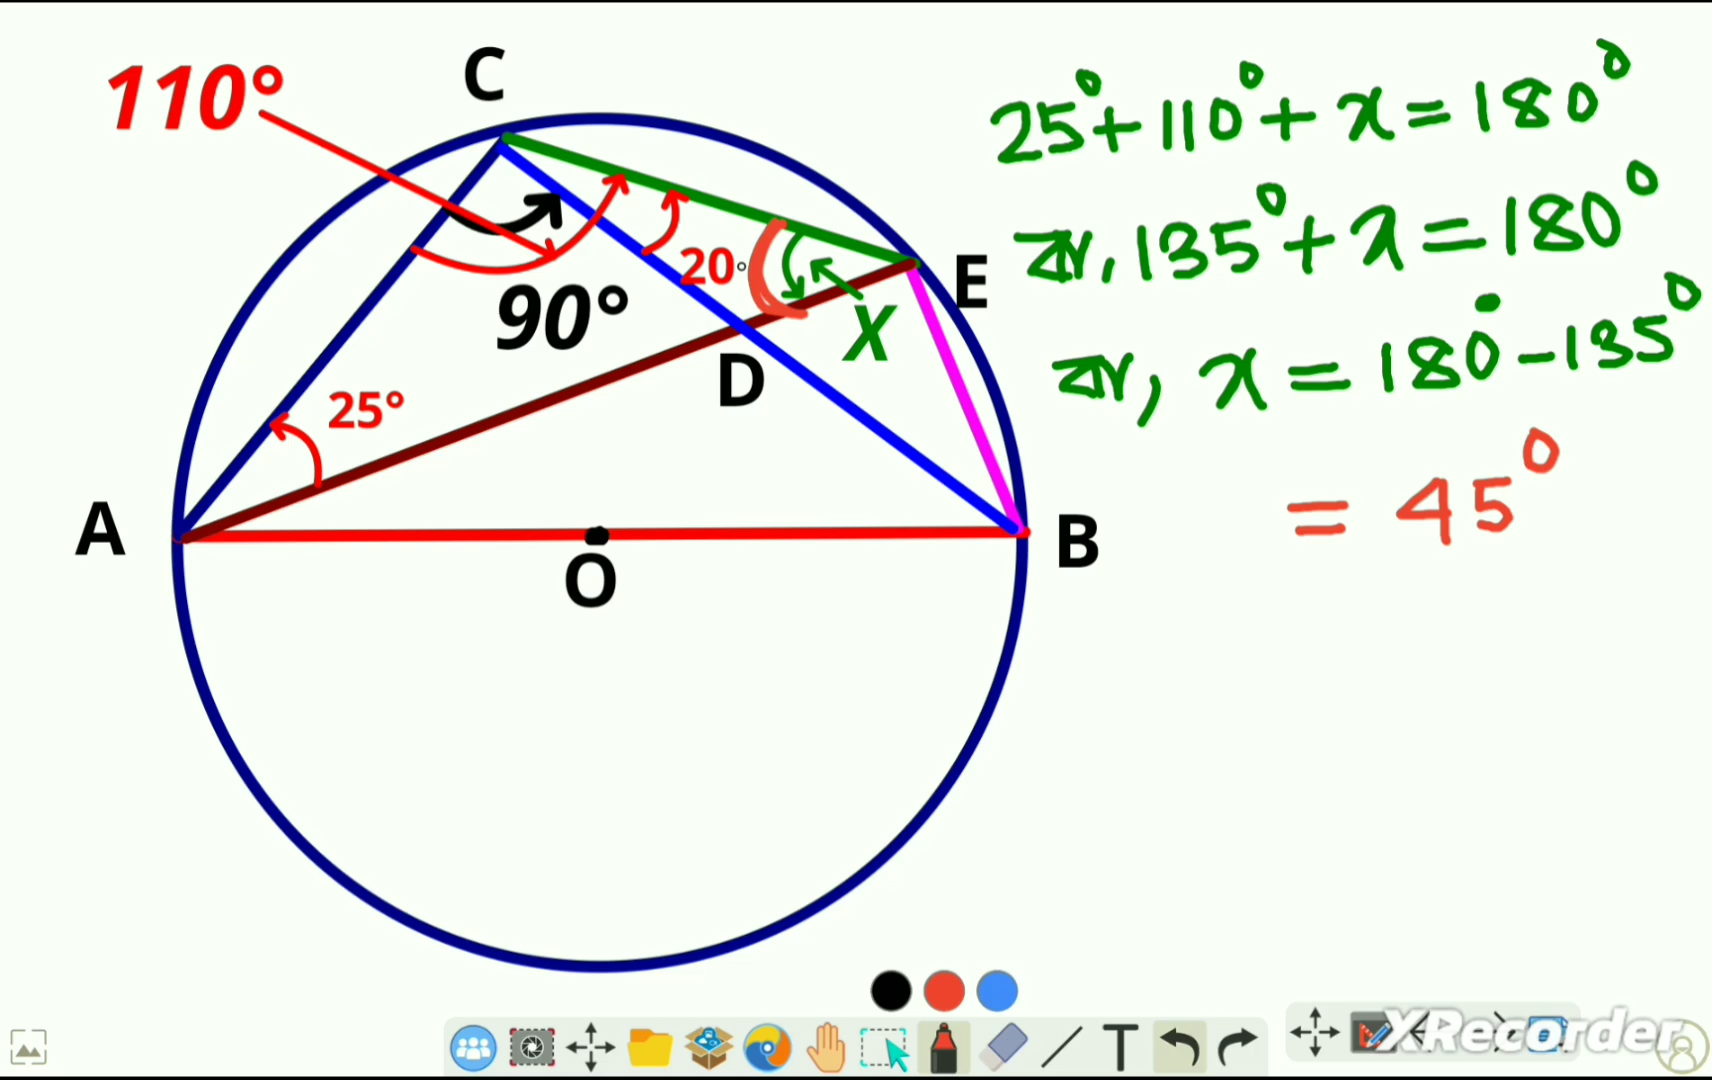 110°
C
25° + 110° + x = 180°
বা, 135° + x = 180°
E
20°
90°
X
D
বা, x = 180° - 135°
25°
= 45°
A
B
O
XRecorder